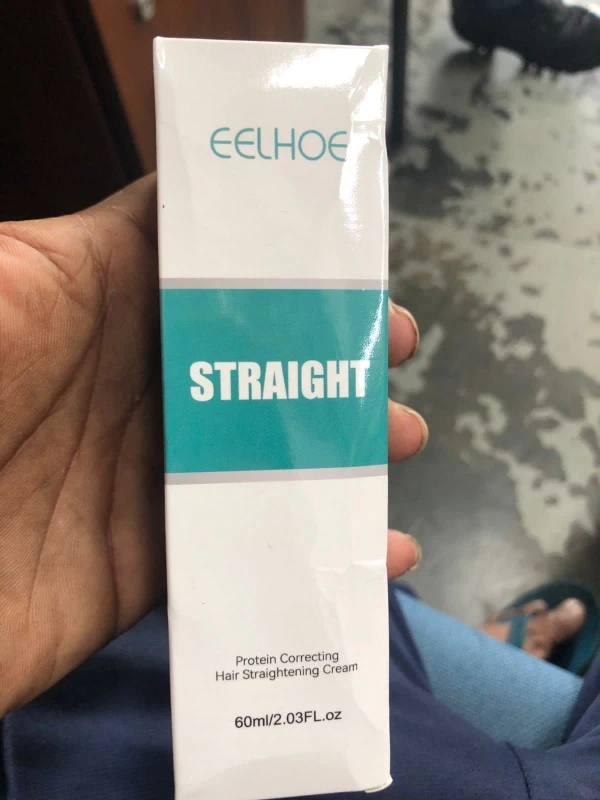 EELHOE
STRAIGHT
Protein Correcting
Hair Straightening Cream
60ml/2.03FL.oz